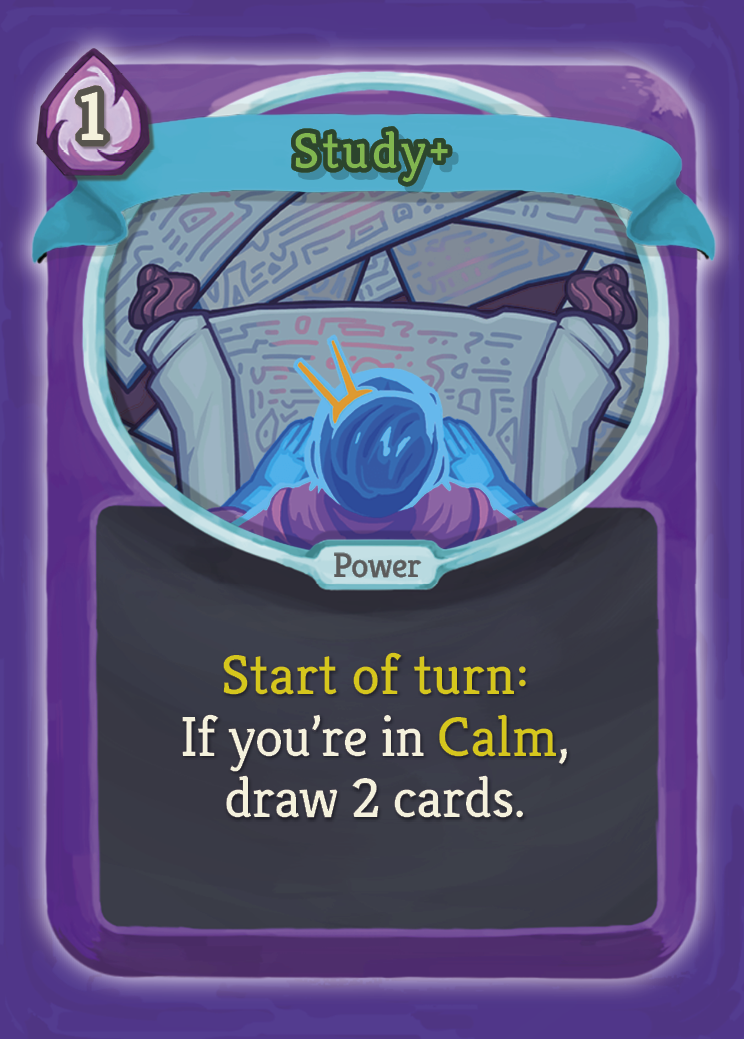 1
Study+
Power
Start of turn:
If you’re in Calm,
draw 2 cards.